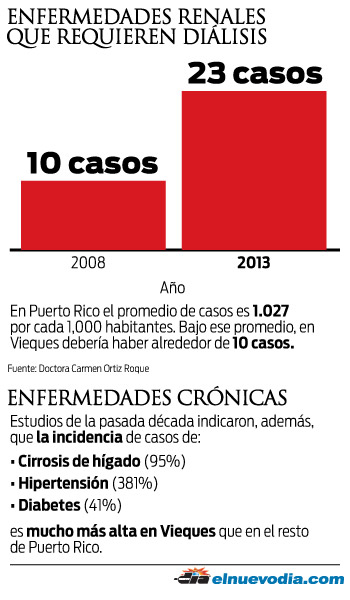 ENFERMEDADES RENALES
QUE REQUIEREN DIÁLISIS
23 casos
10 casos
2008
2013
Año
En Puerto Rico el promedio de casos es 1.027
por cada 1,000 habitantes. Bajo ese promedio, en
Vieques debería haber alrededor de 10 casos.
Fuente: Doctora Carmen Ortiz Roque
ENFERMEDADES CRÓNICAS
Estudios de la pasada década indicaron, además,
que la incidencia de casos de:
• Cirrosis de hígado (95%)
• Hipertensión (381%)
• Diabetes (41%)
es mucho más alta en Vieques que en el resto
de Puerto Rico.
elnuevodia.com